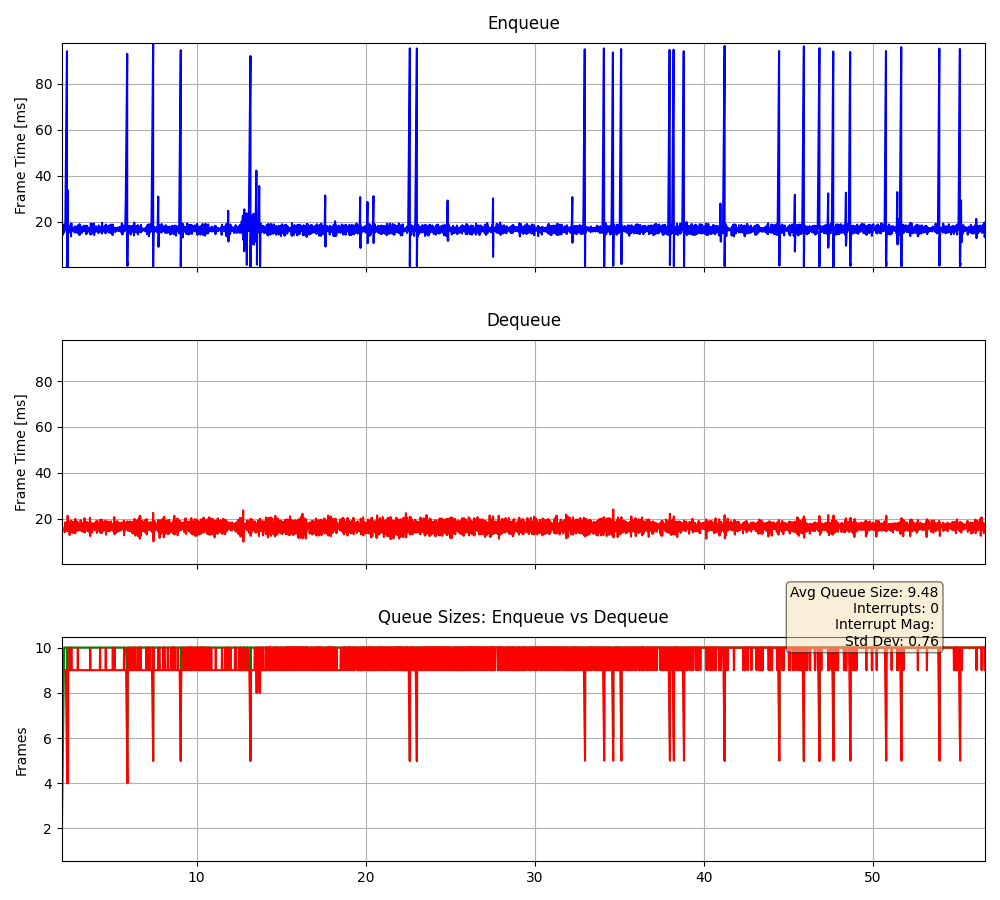 Enqueue
Frame Time [ms]
80
60
40
20
Dequeue
Frame Time [ms]
80
60
40
20
Avg Queue Size: 9.48
Interrupts: 0
Interrupt Mag:
Std Dev: 0.76
Queue Sizes: Enqueue vs Dequeue
Frames
10
8
6
4
2
10 20 30 40 50